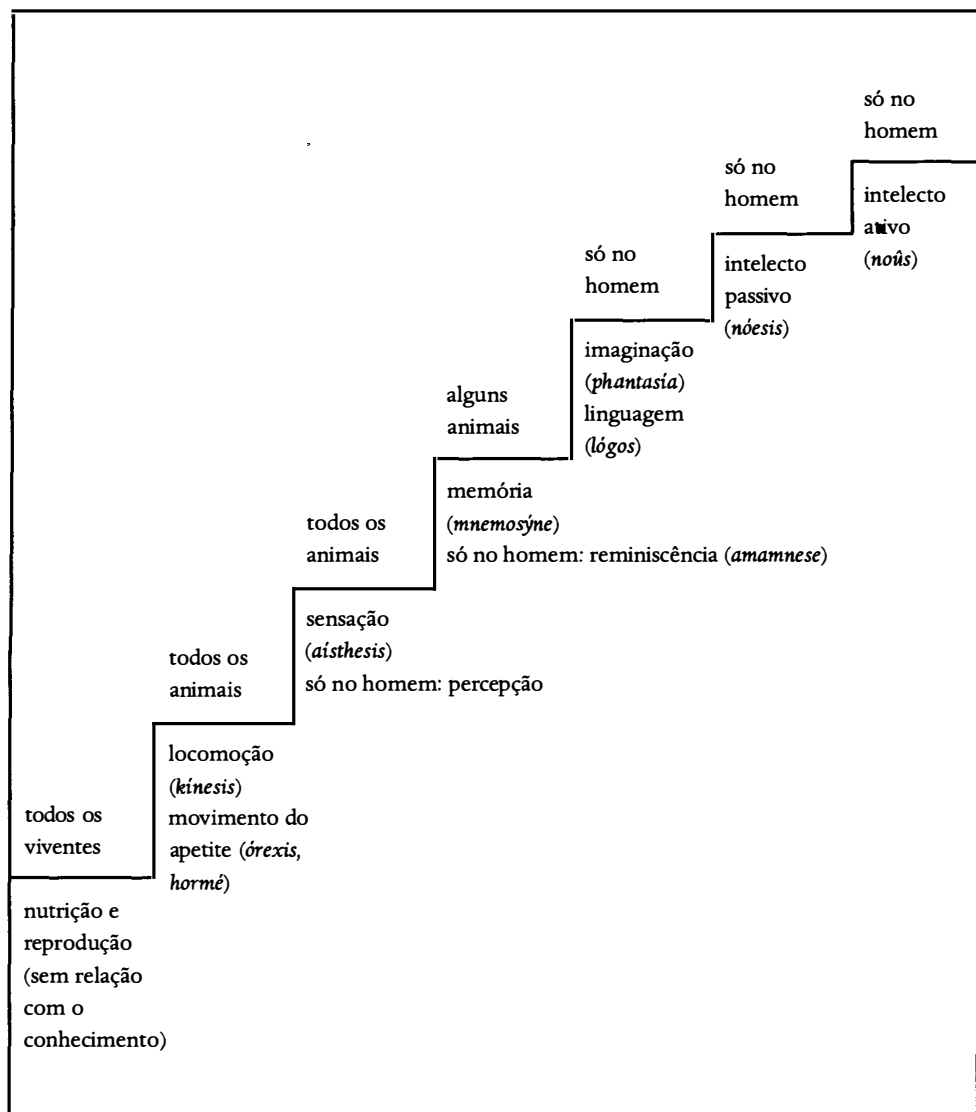 só no
homem
intelecto
ativo
(noûs)
só no
homem
intelecto
passivo
(nóesis)
só no
homem
imaginação
(phantasía)
linguagem
(lógos)
alguns
animais
memória
(mnemosýne)
só no homem: reminiscência (amamnese)
todos os
animais
sensação
(aísthesis)
só no homem: percepção
todos os
animais
locomoção
(kínesis)
movimento do
apetite (órexis,
hormé)
todos os
viventes
nutrição e
reprodução
(sem relação
com o
conhecimento)